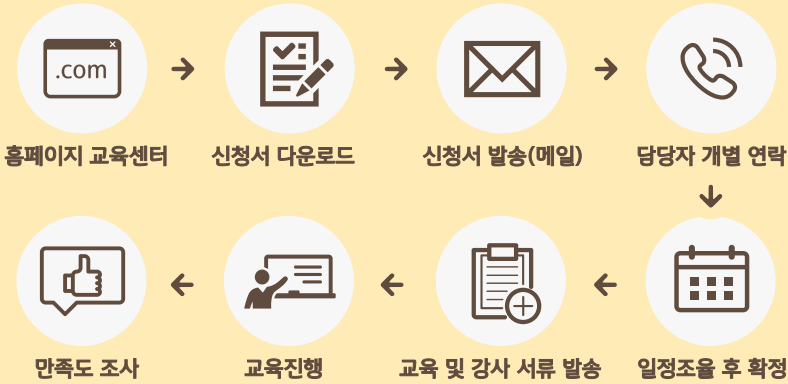 .com
홈페이지 교육센터
신청서 다운로드
신청서 발송(메일)
담당자 개별 연락
일정조율 후 확정
교육 및 강사 서류 발송
교육진행
만족도 조사